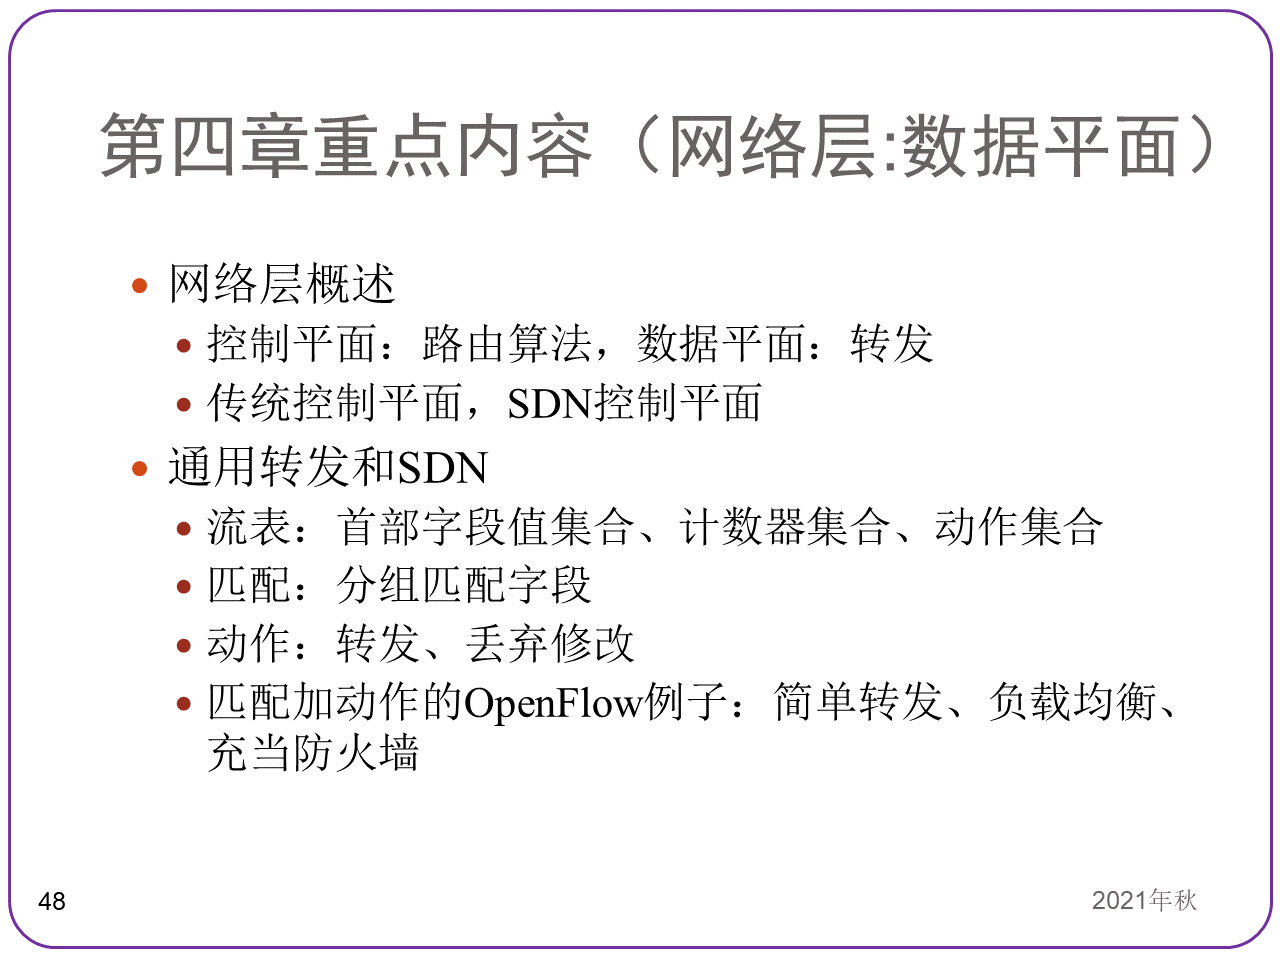 第四章重点内容（网络层:数据平面）
网络层概述
控制平面：路由算法，数据平面：转发
传统控制平面，SDN控制平面
通用转发和SDN
流表：首部字段值集合、计数器集合、动作集合
匹配：分组匹配字段
动作：转发、丢弃修改
匹配加动作的OpenFlow例子：简单转发、负载均衡、
充当防火墙
48
2021年秋